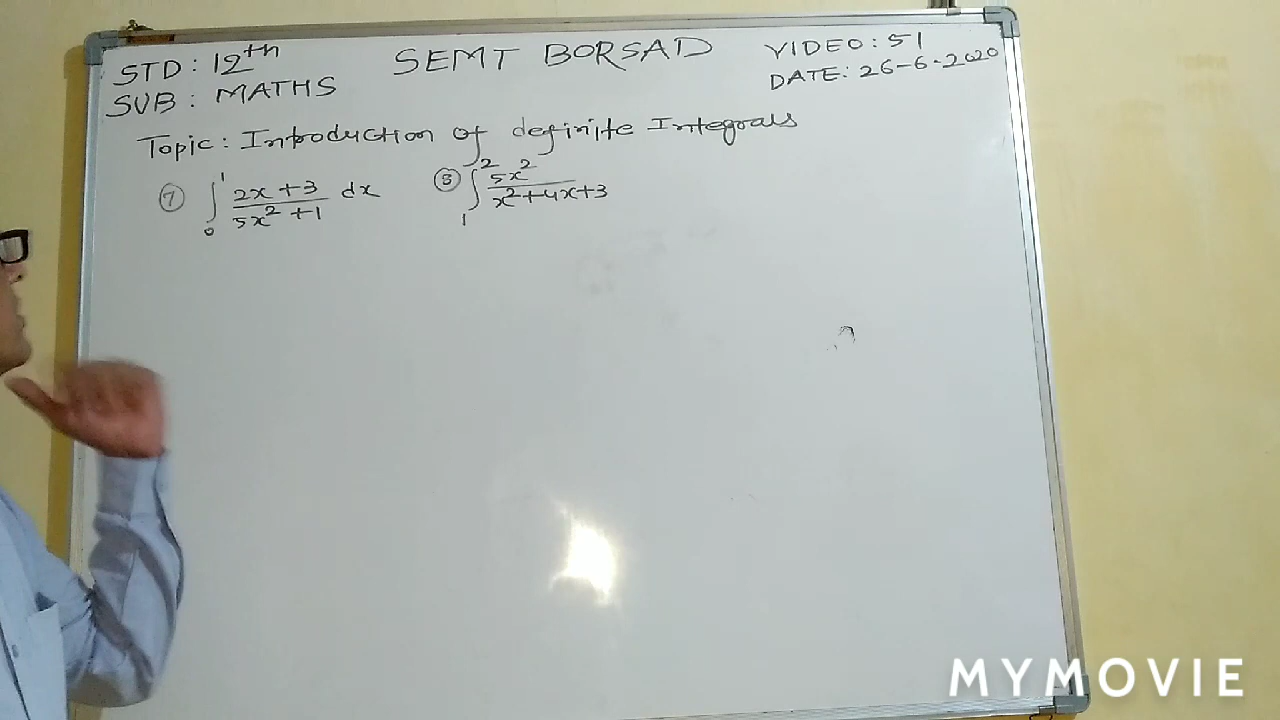 STD: 12th SEMT BORSAD VIDEO: 51
SUB: MATHS DATE: 26-6-2020
Topic: Introduction of definite Integrals
⑦ ∫₀¹ (2x+3)/(5x²+1) dx ⑧ ∫₁² 5x²/(x²+4x+3)
MYMOVIE